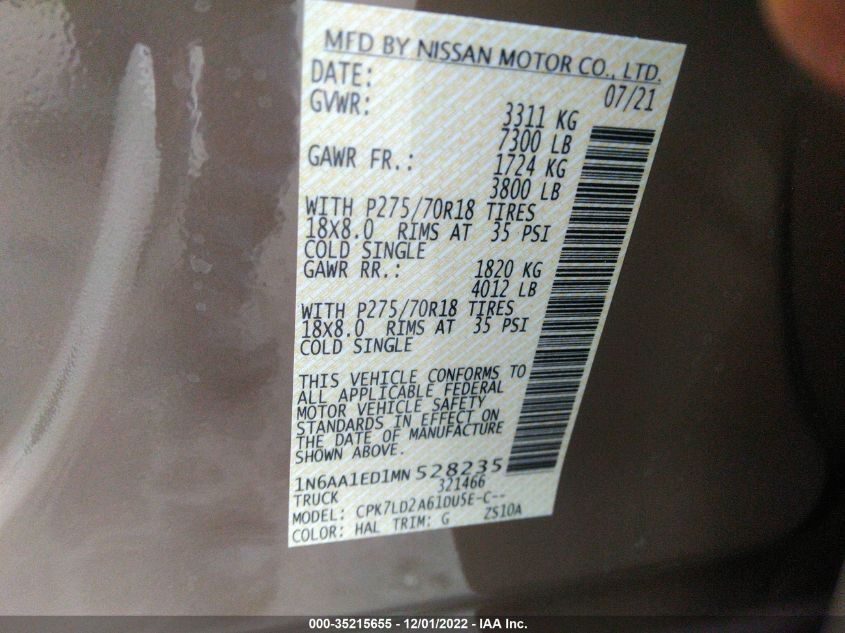 MFD BY NISSAN MOTOR CO., LTD.
DATE: 07/21
GVWR: 3311 KG
7300 LB
GAWR FR.: 1724 KG
3800 LB
WITH P275/70R18 TIRES
18X8.0 RIMS AT 35 PSI
COLD SINGLE
GAWR RR.: 1820 KG
4012 LB
WITH P275/70R18 TIRES
18X8.0 RIMS AT 35 PSI
COLD SINGLE
THIS VEHICLE CONFORMS TO
ALL APPLICABLE FEDERAL
MOTOR VEHICLE SAFETY
STANDARDS IN EFFECT ON
THE DATE OF MANUFACTURE
SHOWN ABOVE.
1N6AA1ED1MN528235
TRUCK 321466
MODEL: CPK7LD2A61DU5E-C--
COLOR: HAL TRIM: G ZS10A
000-35215655 - 12/01/2022 - IAA Inc.